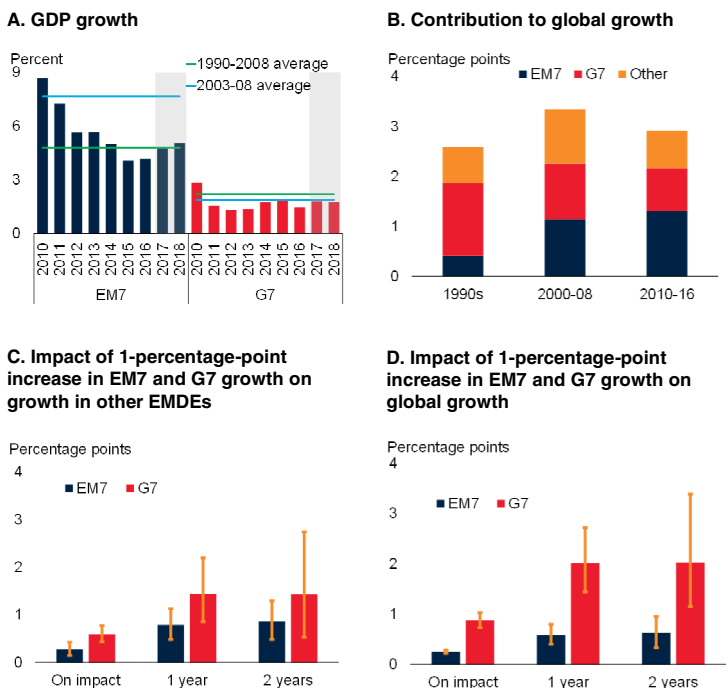 A. GDP growth
Percent
1990-2008 average
2003-08 average
9
6
3
0
2010
2011
2012
2013
2014
2015
2016
2017
2018
2010
2011
2012
2013
2014
2015
2016
2017
2018
EM7
G7
B. Contribution to global growth
Percentage points
EM7
G7
Other
4
3
2
1
0
1990s
2000-08
2010-16
C. Impact of 1-percentage-point
increase in EM7 and G7 growth on
growth in other EMDEs
Percentage points
EM7
G7
4
3
2
1
0
On impact
1 year
2 years
D. Impact of 1-percentage-point
increase in EM7 and G7 growth on
global growth
Percentage points
EM7
G7
4
3
2
1
0
On impact
1 year
2 years